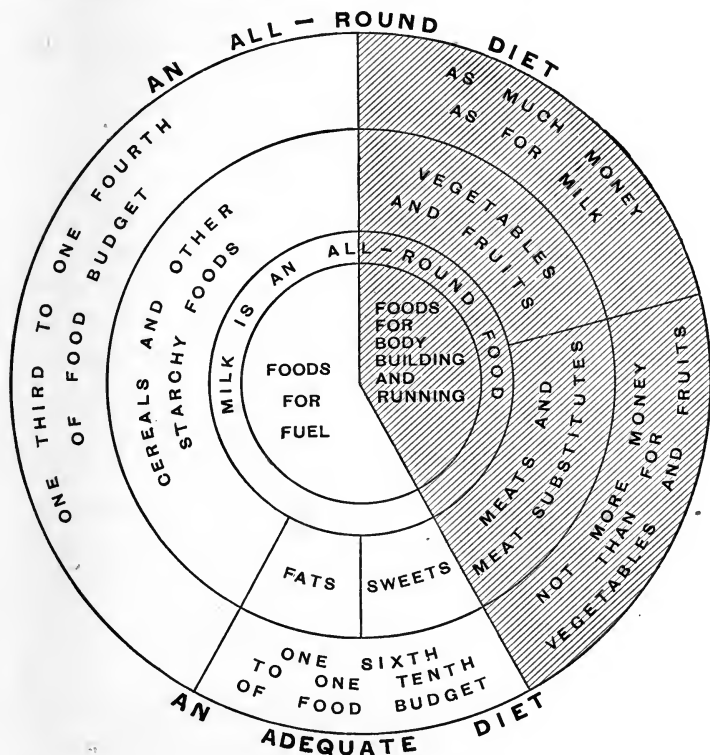 AN ALL-ROUND DIET
AS MUCH MONEY
AS FOR MILK
VEGETABLES
AND FRUITS
ONE THIRD TO ONE FOURTH
OF FOOD BUDGET
CEREALS AND OTHER
STARCHY FOODS
MILK IS AN ALL-ROUND FOOD
FOODS
FOR
FUEL
FOODS
FOR
BODY
BUILDING
AND
RUNNING
MEATS AND
MEAT SUBSTITUTES
NOT MORE MONEY
THAN FOR
VEGETABLES AND FRUITS
FATS
SWEETS
ONE SIXTH
TO ONE TENTH
OF FOOD BUDGET
AN ADEQUATE DIET